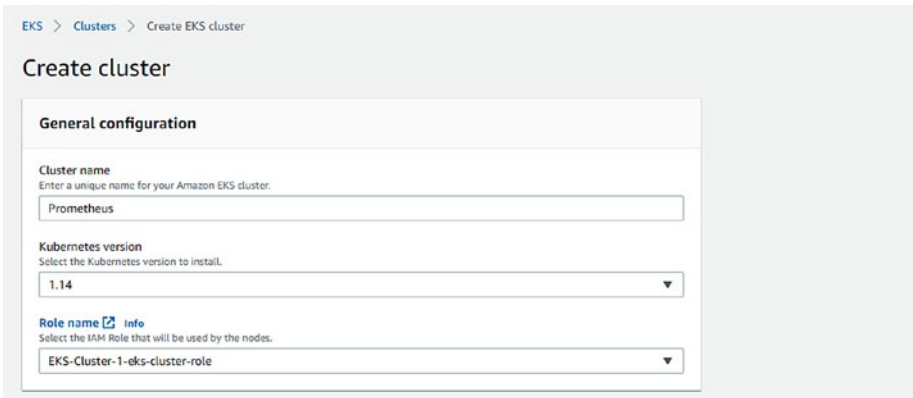 EKS > Clusters > Create EKS cluster
Create cluster
General configuration
Cluster name
Enter a unique name for your Amazon EKS cluster.
Prometheus
Kubernetes version
Select the Kubernetes version to install.
1.14
Role name Info
Select the IAM Role that will be used by the nodes.
EKS-Cluster-1-eks-cluster-role